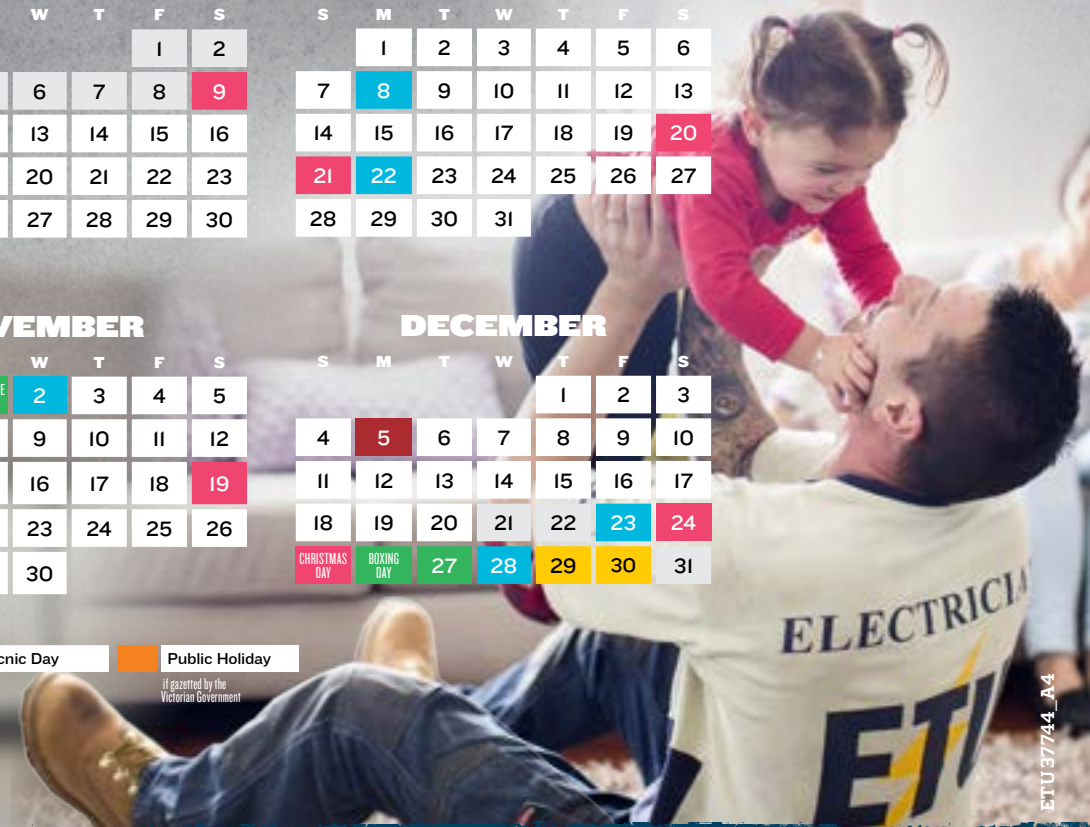 W T F S
1 2
6 7 8 9
13 14 15 16
20 21 22 23
27 28 29 30
S M T W T F S
1 2 3 4 5 6
7 8 9 10 11 12 13
14 15 16 17 18 19 20
21 22 23 24 25 26 27
28 29 30 31
VEMBER
W T F S
2 3 4 5
9 10 11 12
16 17 18 19
23 24 25 26
30
DECEMBER
S M T W T F S
1 2 3
4 5 6 7 8 9 10
11 12 13 14 15 16 17
18 19 20 21 22 23 24
CHRISTMAS DAY BOXING DAY 27 28 29 30 31
cnic Day
Public Holiday
if gazetted by the
Victorian Government
ELECTRICIA
ETU
ETU37744_A4